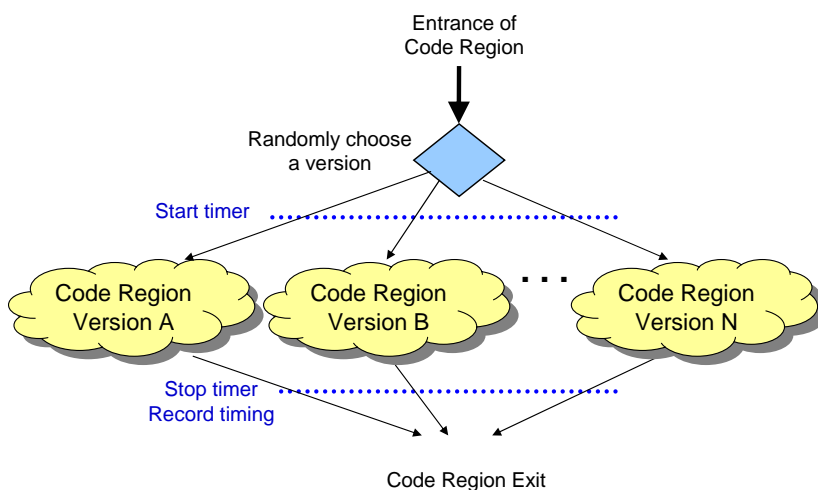 Entrance of
Code Region
Randomly choose
a version
Start timer
Code Region
Version A
Code Region
Version B
. . .
Code Region
Version N
Stop timer
Record timing
Code Region Exit